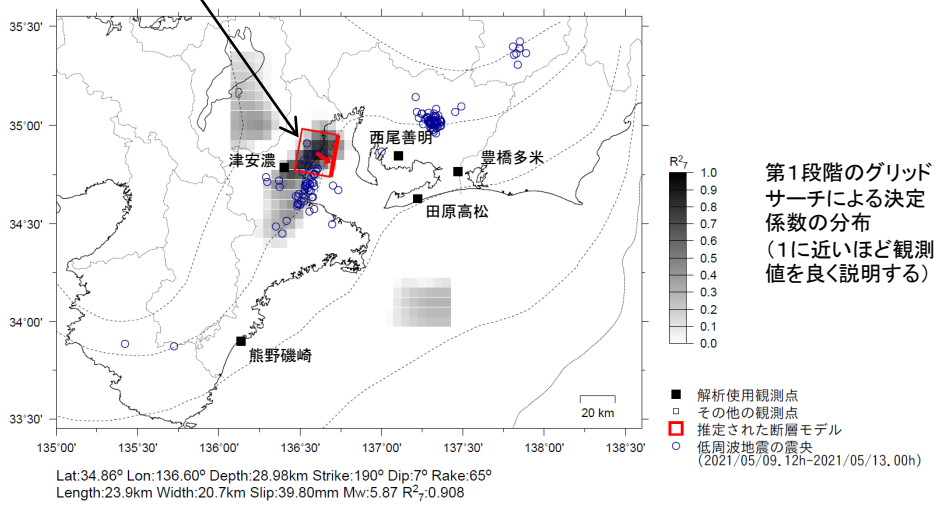 35°30'
35°00'
34°30'
34°00'
33°30'
135°00'
135°30'
136°00'
136°30'
137°00'
137°30'
138°00'
138°30'
津安濃
西尾善明
豊橋多米
田原高松
熊野磯崎
20 km
R²₇
1.0
0.9
0.8
0.7
0.6
0.5
0.4
0.3
0.2
0.1
0.0
第1段階のグリッド
サーチによる決定
係数の分布
(1に近いほど観測
値を良く説明する)
解析使用観測点
その他の観測点
推定された断層モデル
低周波地震の震央
(2021/05/09.12h-2021/05/13.00h)
Lat:34.86° Lon:136.60° Depth:28.98km Strike:190° Dip:7° Rake:65°
Length:23.9km Width:20.7km Slip:39.80mm Mw:5.87 R²₇:0.908